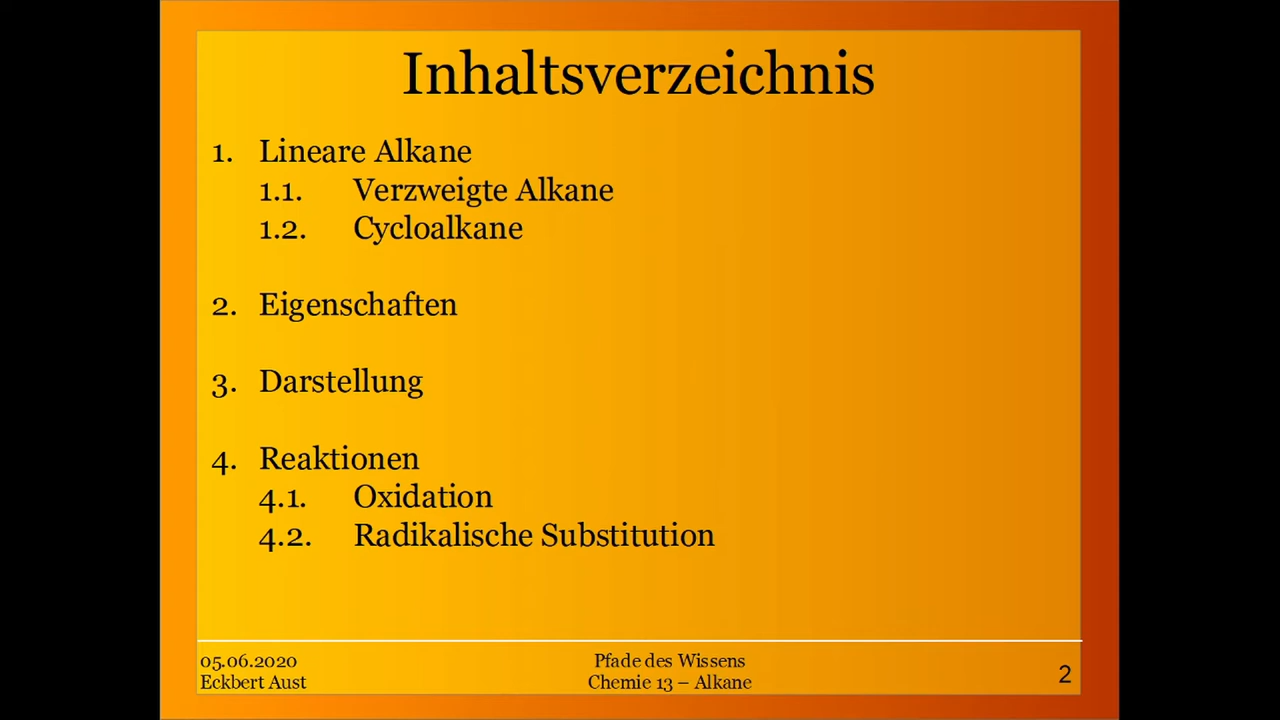 Inhaltsverzeichnis
1. Lineare Alkane
1.1. Verzweigte Alkane
1.2. Cycloalkane
2. Eigenschaften
3. Darstellung
4. Reaktionen
4.1. Oxidation
4.2. Radikalische Substitution
05.06.2020
Eckbert Aust
Pfade des Wissens
Chemie 13 – Alkane
2